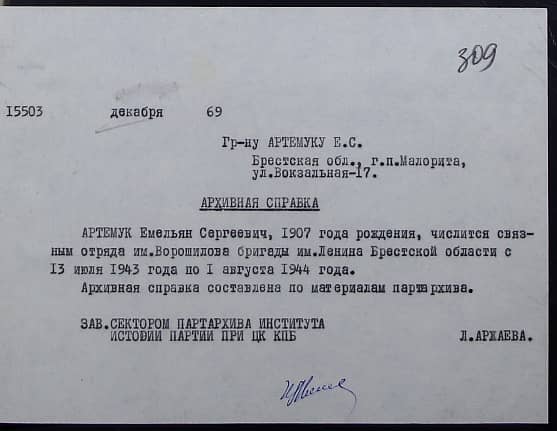 309
15503 декабря 69
Гр-ну АРТЕМУКУ Е.С.
Брестская обл., г.п.Малорита,
ул.Вокзальная-17.
АРХИВНАЯ СПРАВКА
АРТЕМУК Емельян Сергеевич, 1907 года рождения, числится связ-
ным отряда им.Ворошилова бригады им.Ленина Брестской области с
13 июля 1943 года по 1 августа 1944 года.
Архивная справка составлена по материалам партархива.
ЗАВ.СЕКТОРОМ ПАРТАРХИВА ИНСТИТУТА
ИСТОРИИ ПАРТИИ ПРИ ЦК КПБ Л.АРЖАЕВА.